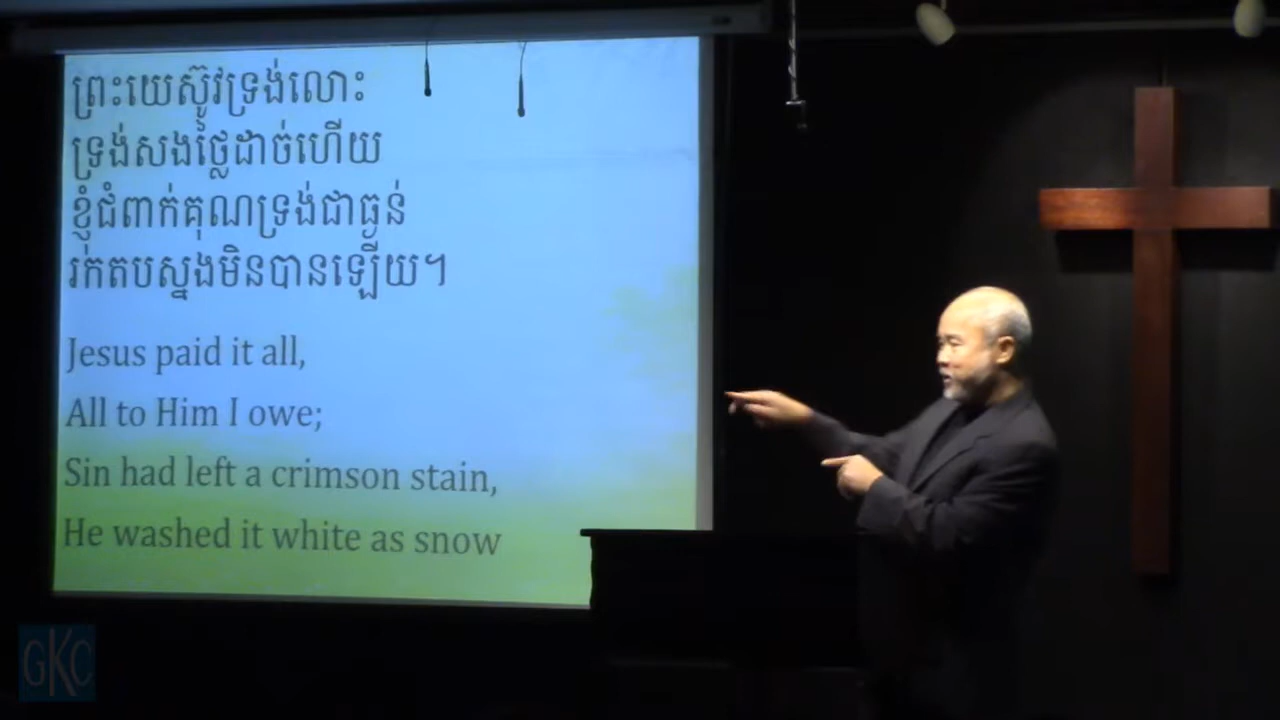 ព្រះយេស៊ូវទ្រង់លោះ
ទ្រង់សងថ្លៃដាច់ហើយ
ខ្ញុំជំពាក់គុណទ្រង់ជាធ្ងន់
រក់តបស្នងមិនបានឡើយ។
Jesus paid it all,
All to Him I owe;
Sin had left a crimson stain,
He washed it white as snow
GKC